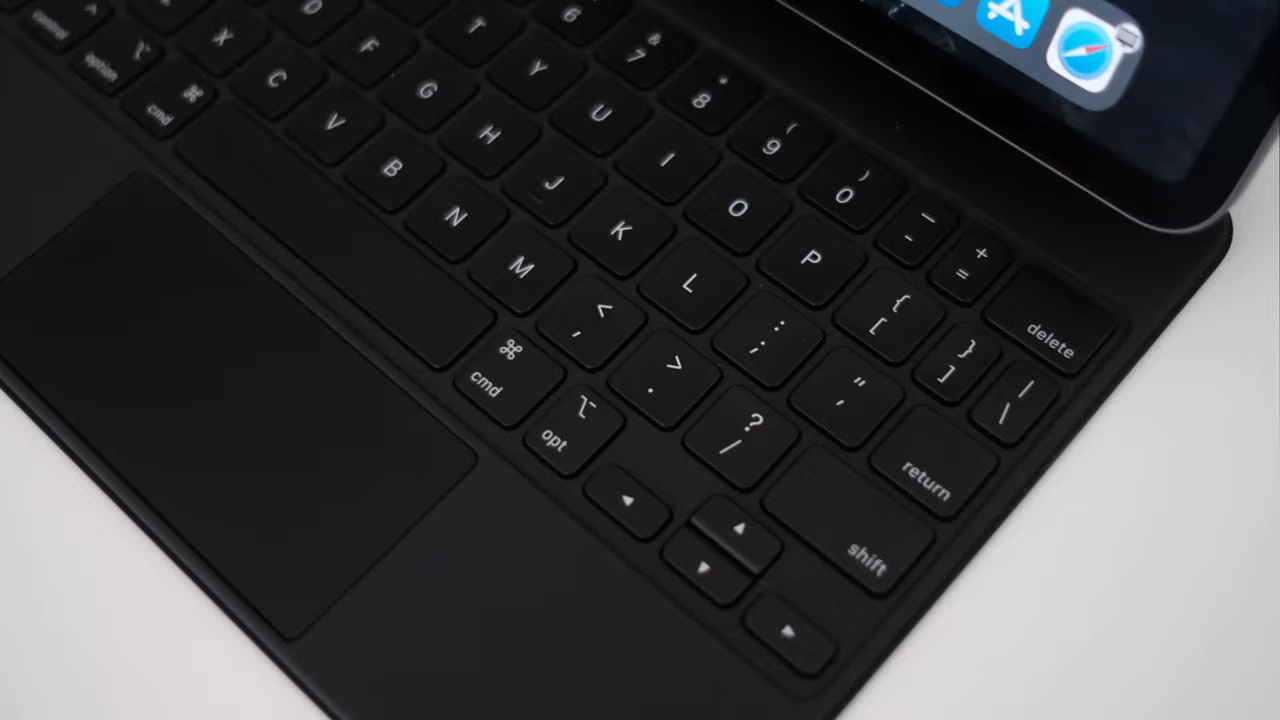 6
& 7
* 8
( 9
) 0
_ -
+ =
delete
T
Y
U
I
O
P
{ [
} ]
| \
D
F
G
H
J
K
L
: ;
" '
return
X
C
V
B
N
M
< ,
> .
? /
shift
control
⌥ option
⌘ cmd
⌘ cmd
⌥ opt
◀
▲
▼
▶